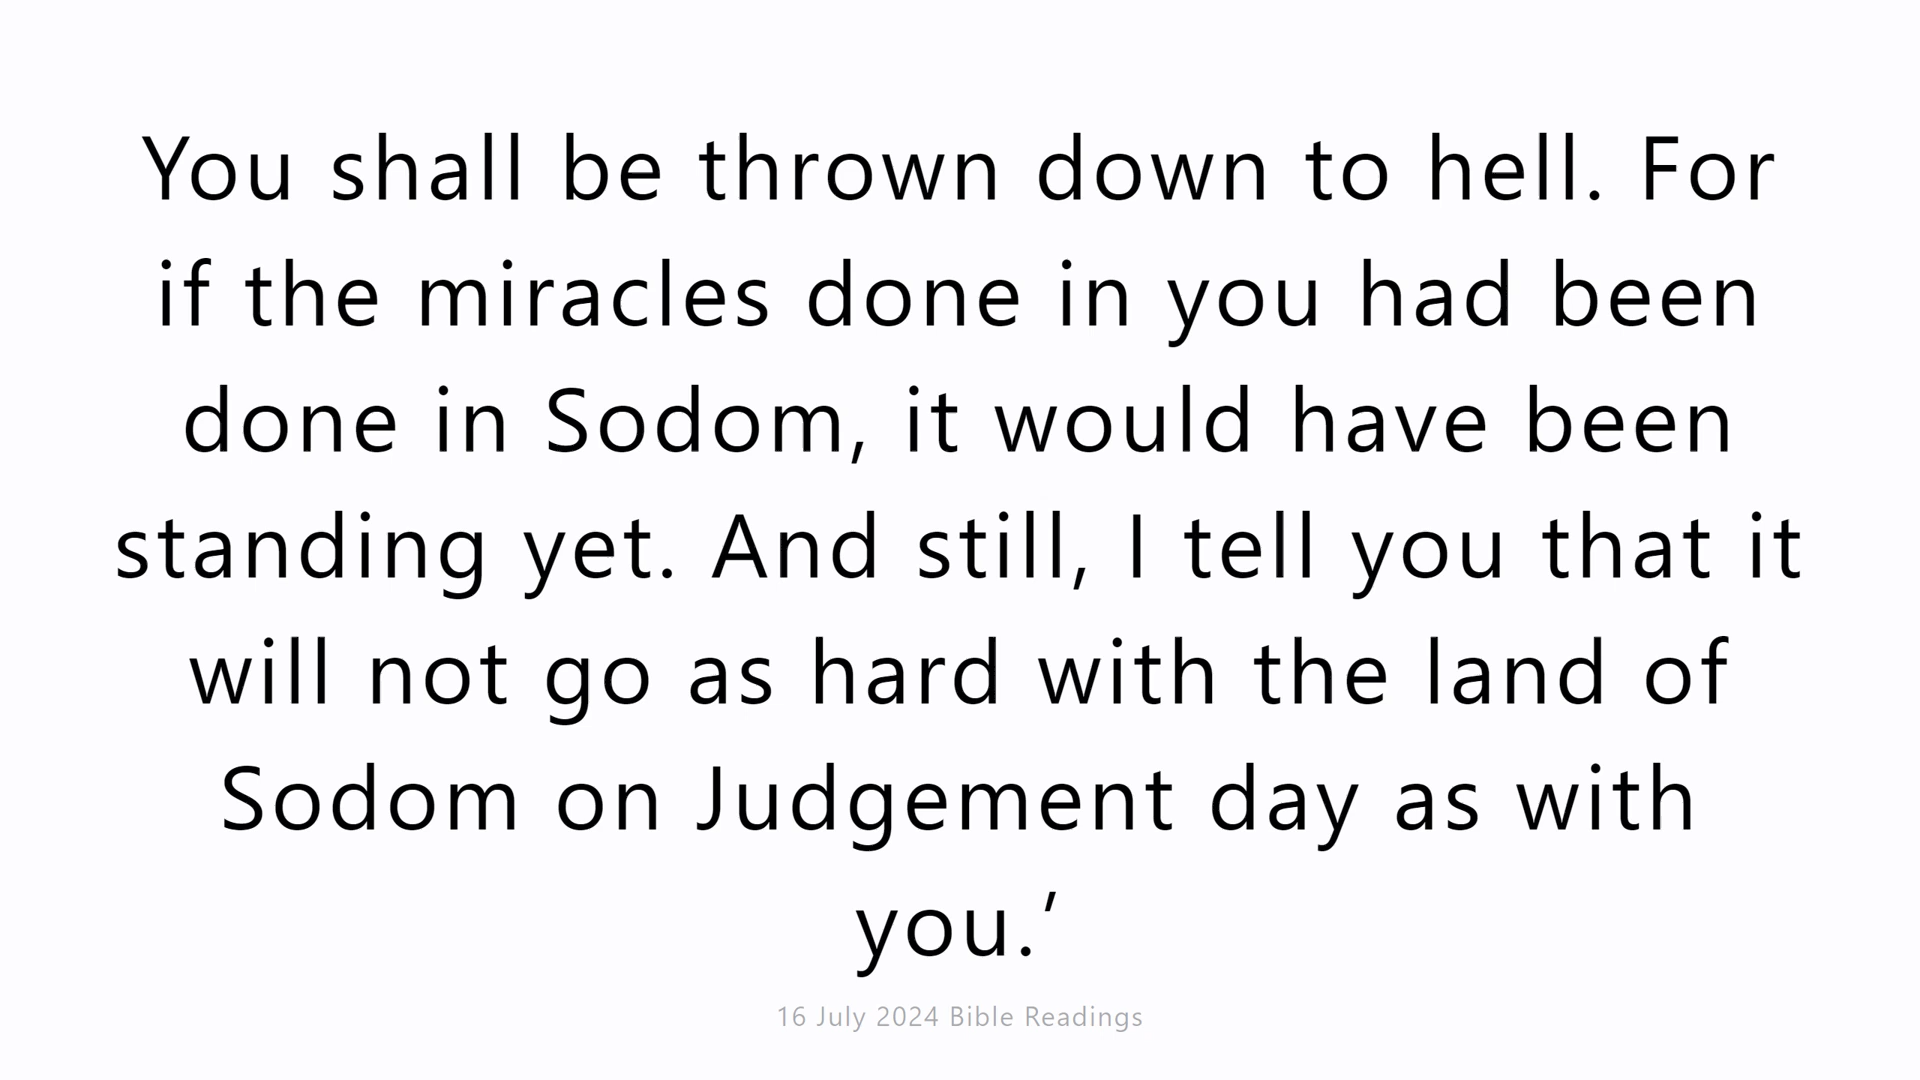 You shall be thrown down to hell. For
if the miracles done in you had been
done in Sodom, it would have been
standing yet. And still, I tell you that it
will not go as hard with the land of
Sodom on Judgement day as with
you.’
16 July 2024 Bible Readings